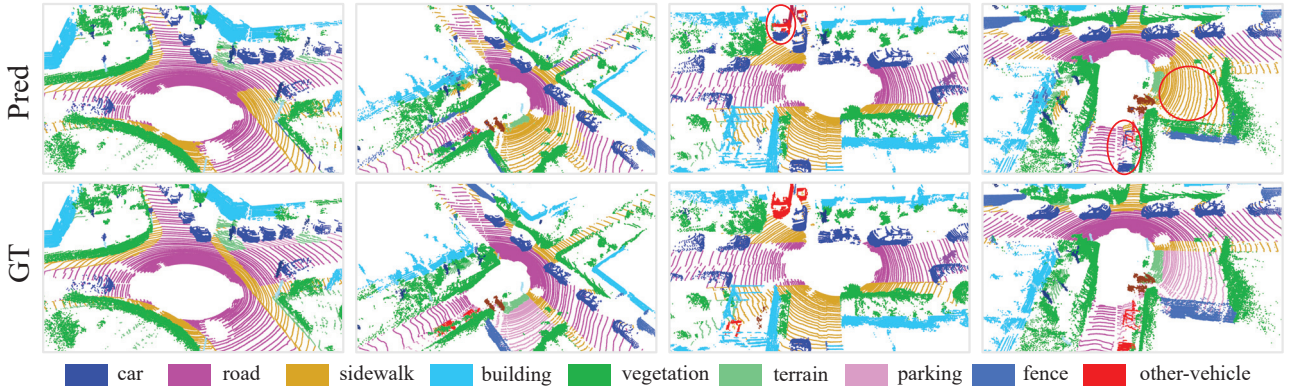 Pred
GT
car road sidewalk building vegetation terrain parking fence other-vehicle